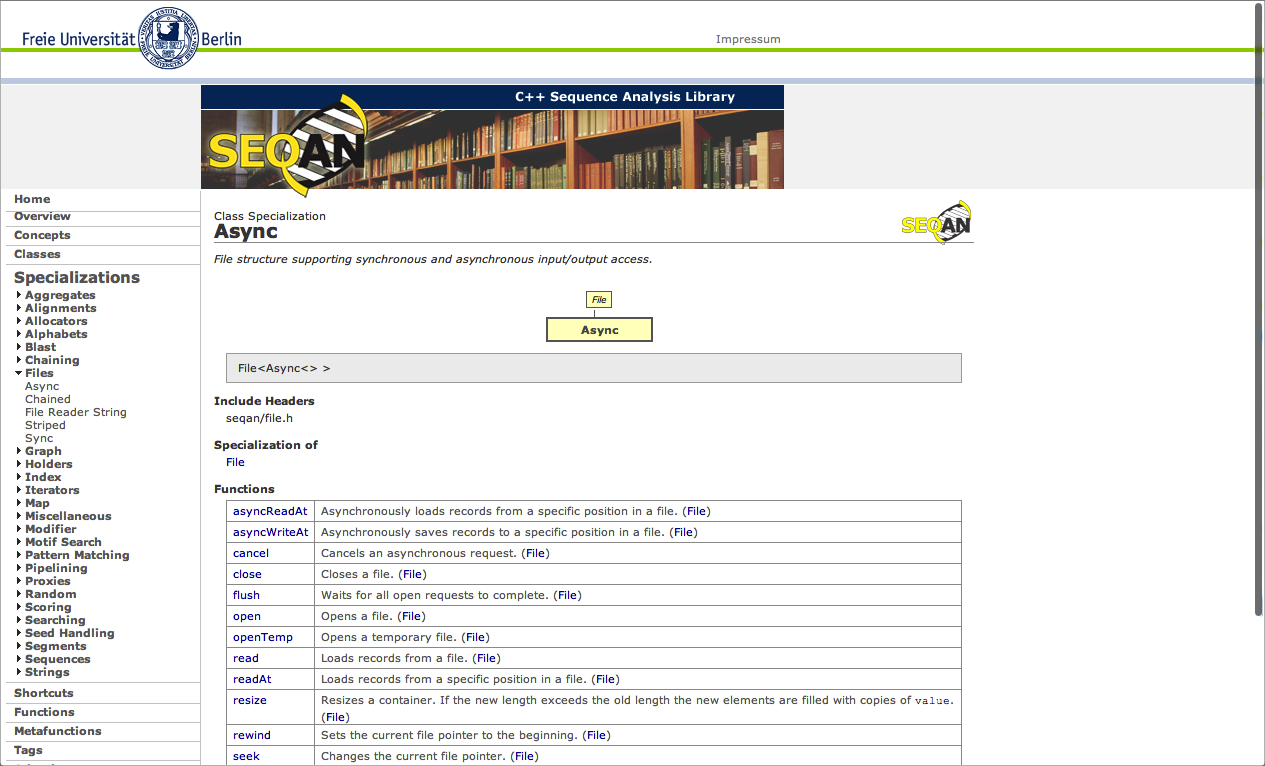 Freie Universität Berlin
Impressum
C++ Sequence Analysis Library
SEQAN
Home
Overview
Concepts
Classes
Specializations
Aggregates
Alignments
Allocators
Alphabets
Blast
Chaining
Files
Async
Chained
File Reader String
Striped
Sync
Graph
Holders
Index
Iterators
Map
Miscellaneous
Modifier
Motif Search
Pattern Matching
Pipelining
Proxies
Random
Scoring
Searching
Seed Handling
Segments
Sequences
Strings
Shortcuts
Functions
Metafunctions
Tags
Class Specialization
Async
SEQAN
File structure supporting synchronous and asynchronous input/output access.
File
Async
File<Async<> >
Include Headers
seqan/file.h
Specialization of
File
Functions
asyncReadAt Asynchronously loads records from a specific position in a file. (File)
asyncWriteAt Asynchronously saves records to a specific position in a file. (File)
cancel Cancels an asynchronous request. (File)
close Closes a file. (File)
flush Waits for all open requests to complete. (File)
open Opens a file. (File)
openTemp Opens a temporary file. (File)
read Loads records from a file. (File)
readAt Loads records from a specific position in a file. (File)
resize Resizes a container. If the new length exceeds the old length the new elements are filled with copies of value.
(File)
rewind Sets the current file pointer to the beginning. (File)
seek Changes the current file pointer. (File)